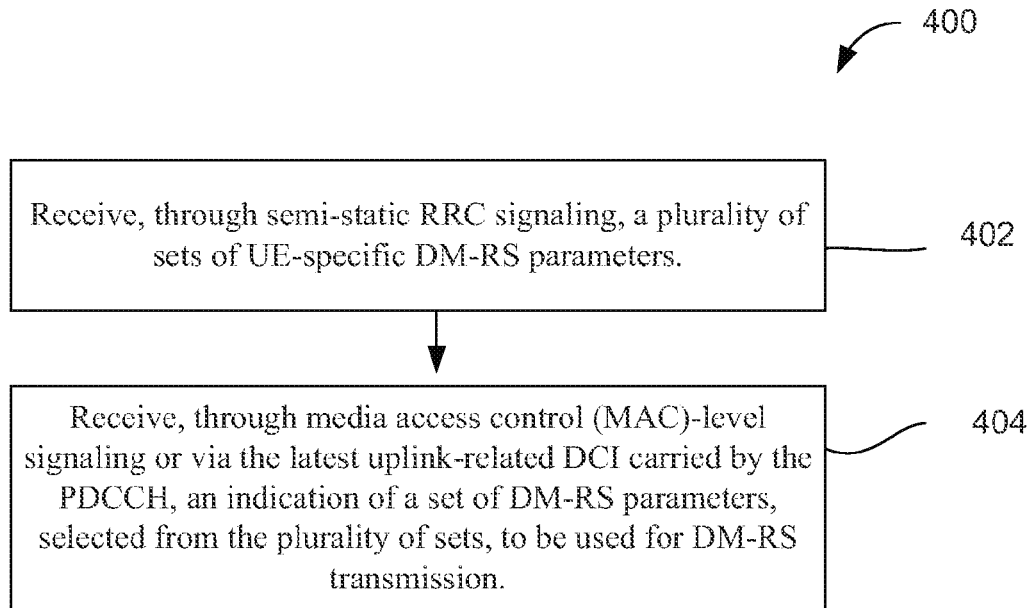 400
Receive, through semi-static RRC signaling, a plurality of
sets of UE-specific DM-RS parameters.
402
Receive, through media access control (MAC)-level
signaling or via the latest uplink-related DCI carried by the
PDCCH, an indication of a set of DM-RS parameters,
selected from the plurality of sets, to be used for DM-RS
transmission.
404